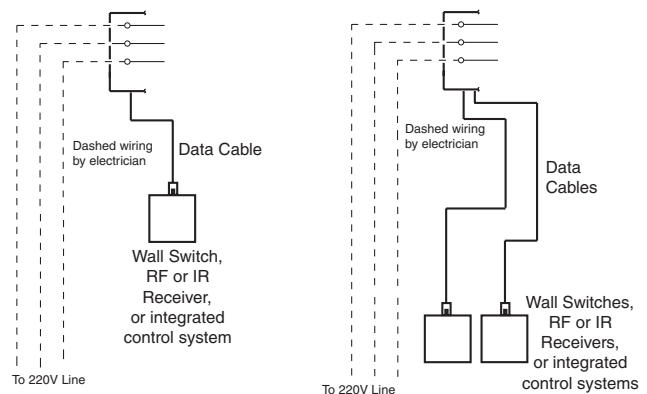 Dashed wiring
by electrician
Data Cable
Wall Switch,
RF or IR
Receiver,
or integrated
control system
To 220V Line
Dashed wiring
by electrician
Data
Cables
Wall Switches,
RF or IR
Receivers,
or integrated
control systems
To 220V Line